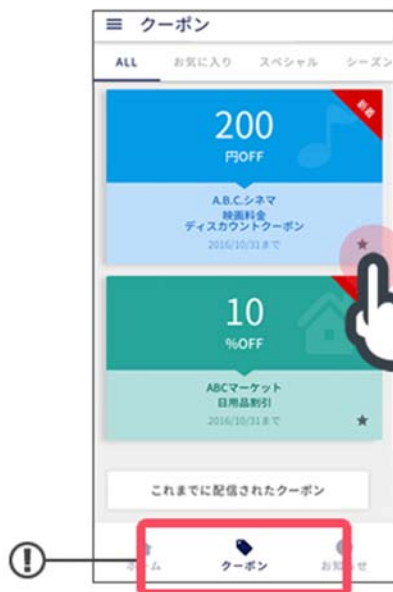 クーポン
ALL お気に入り スペシャル シーズン
新着
200
円OFF
A.B.C.シネマ
映画料金
ディスカウントクーポン
2016/10/31まで
10
%OFF
ABCマーケット
日用品割引
2016/10/31まで
これまでに配信されたクーポン
ホーム クーポン お知らせ